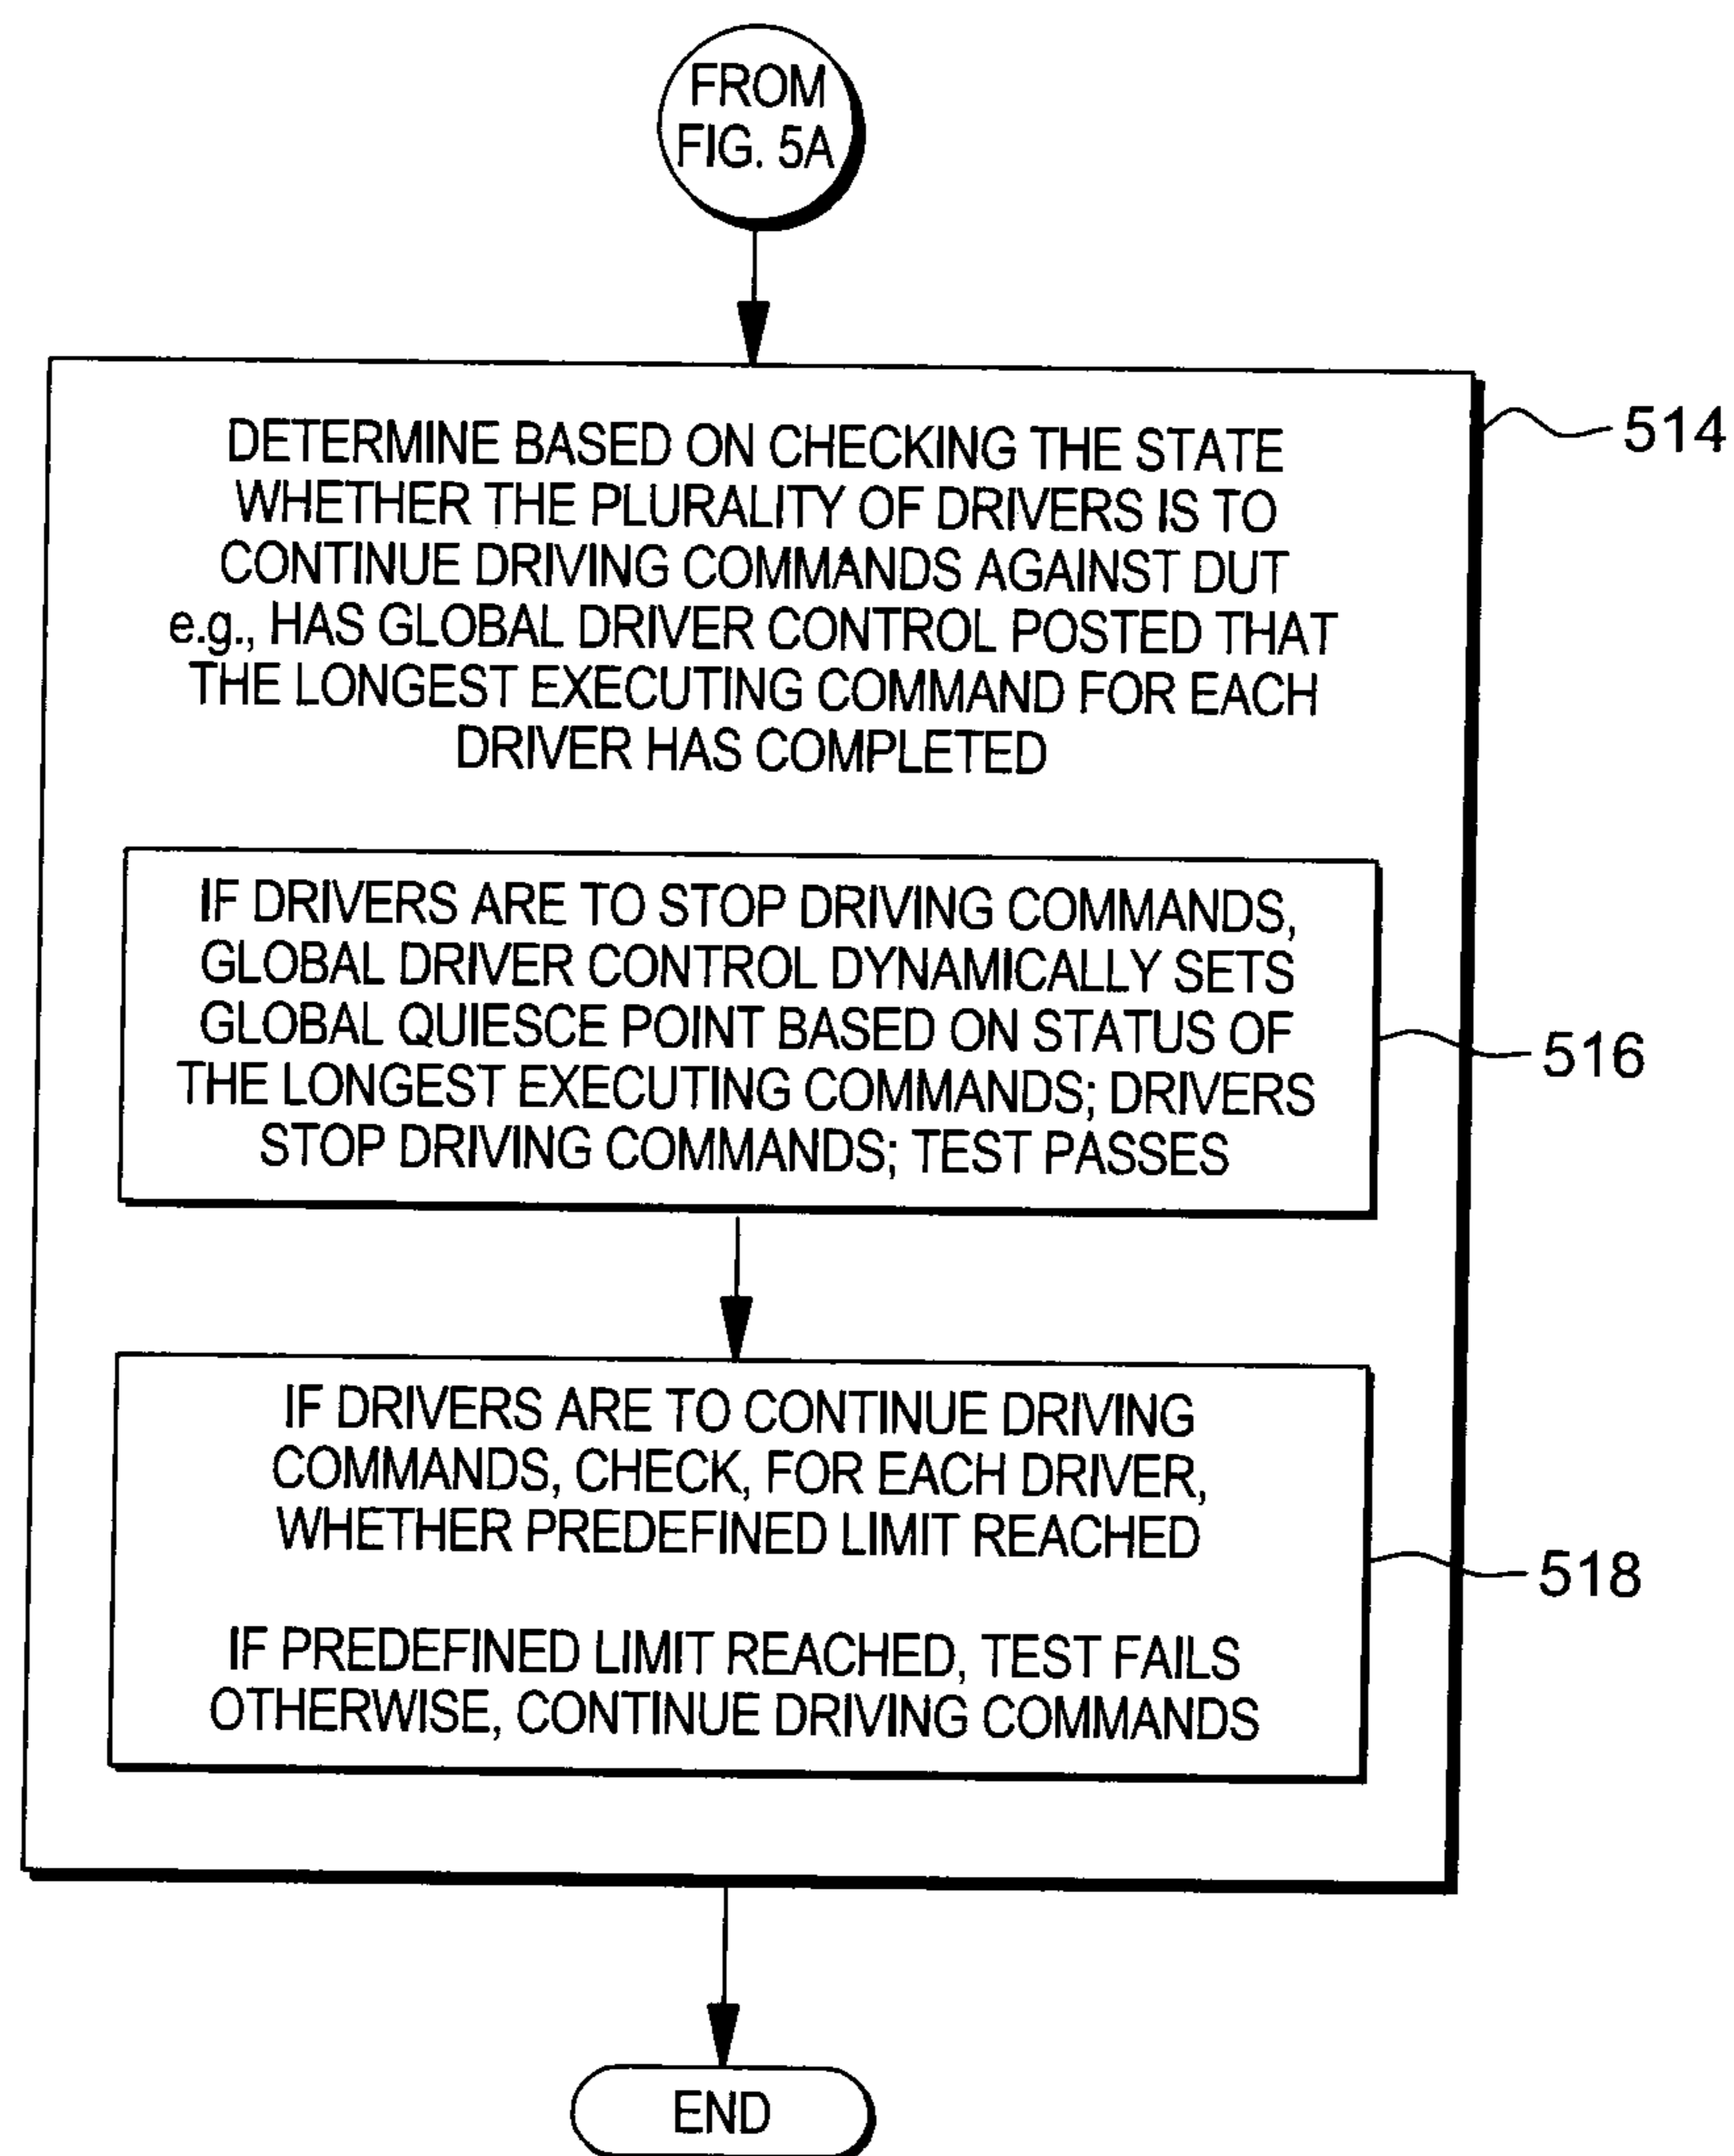 FROM
FIG. 5A
DETERMINE BASED ON CHECKING THE STATE
WHETHER THE PLURALITY OF DRIVERS IS TO
CONTINUE DRIVING COMMANDS AGAINST DUT
e.g., HAS GLOBAL DRIVER CONTROL POSTED THAT
THE LONGEST EXECUTING COMMAND FOR EACH
DRIVER HAS COMPLETED
514
IF DRIVERS ARE TO STOP DRIVING COMMANDS,
GLOBAL DRIVER CONTROL DYNAMICALLY SETS
GLOBAL QUIESCE POINT BASED ON STATUS OF
THE LONGEST EXECUTING COMMANDS; DRIVERS
STOP DRIVING COMMANDS; TEST PASSES
516
IF DRIVERS ARE TO CONTINUE DRIVING
COMMANDS, CHECK, FOR EACH DRIVER,
WHETHER PREDEFINED LIMIT REACHED
IF PREDEFINED LIMIT REACHED, TEST FAILS
OTHERWISE, CONTINUE DRIVING COMMANDS
518
END